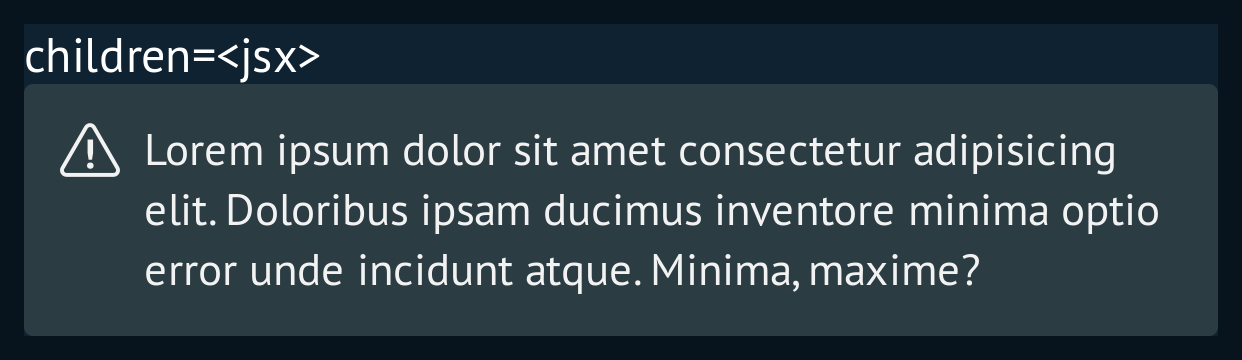 children=<jsx>
Lorem ipsum dolor sit amet consectetur adipisicing
elit. Doloribus ipsam ducimus inventore minima optio
error unde incidunt atque. Minima, maxime?